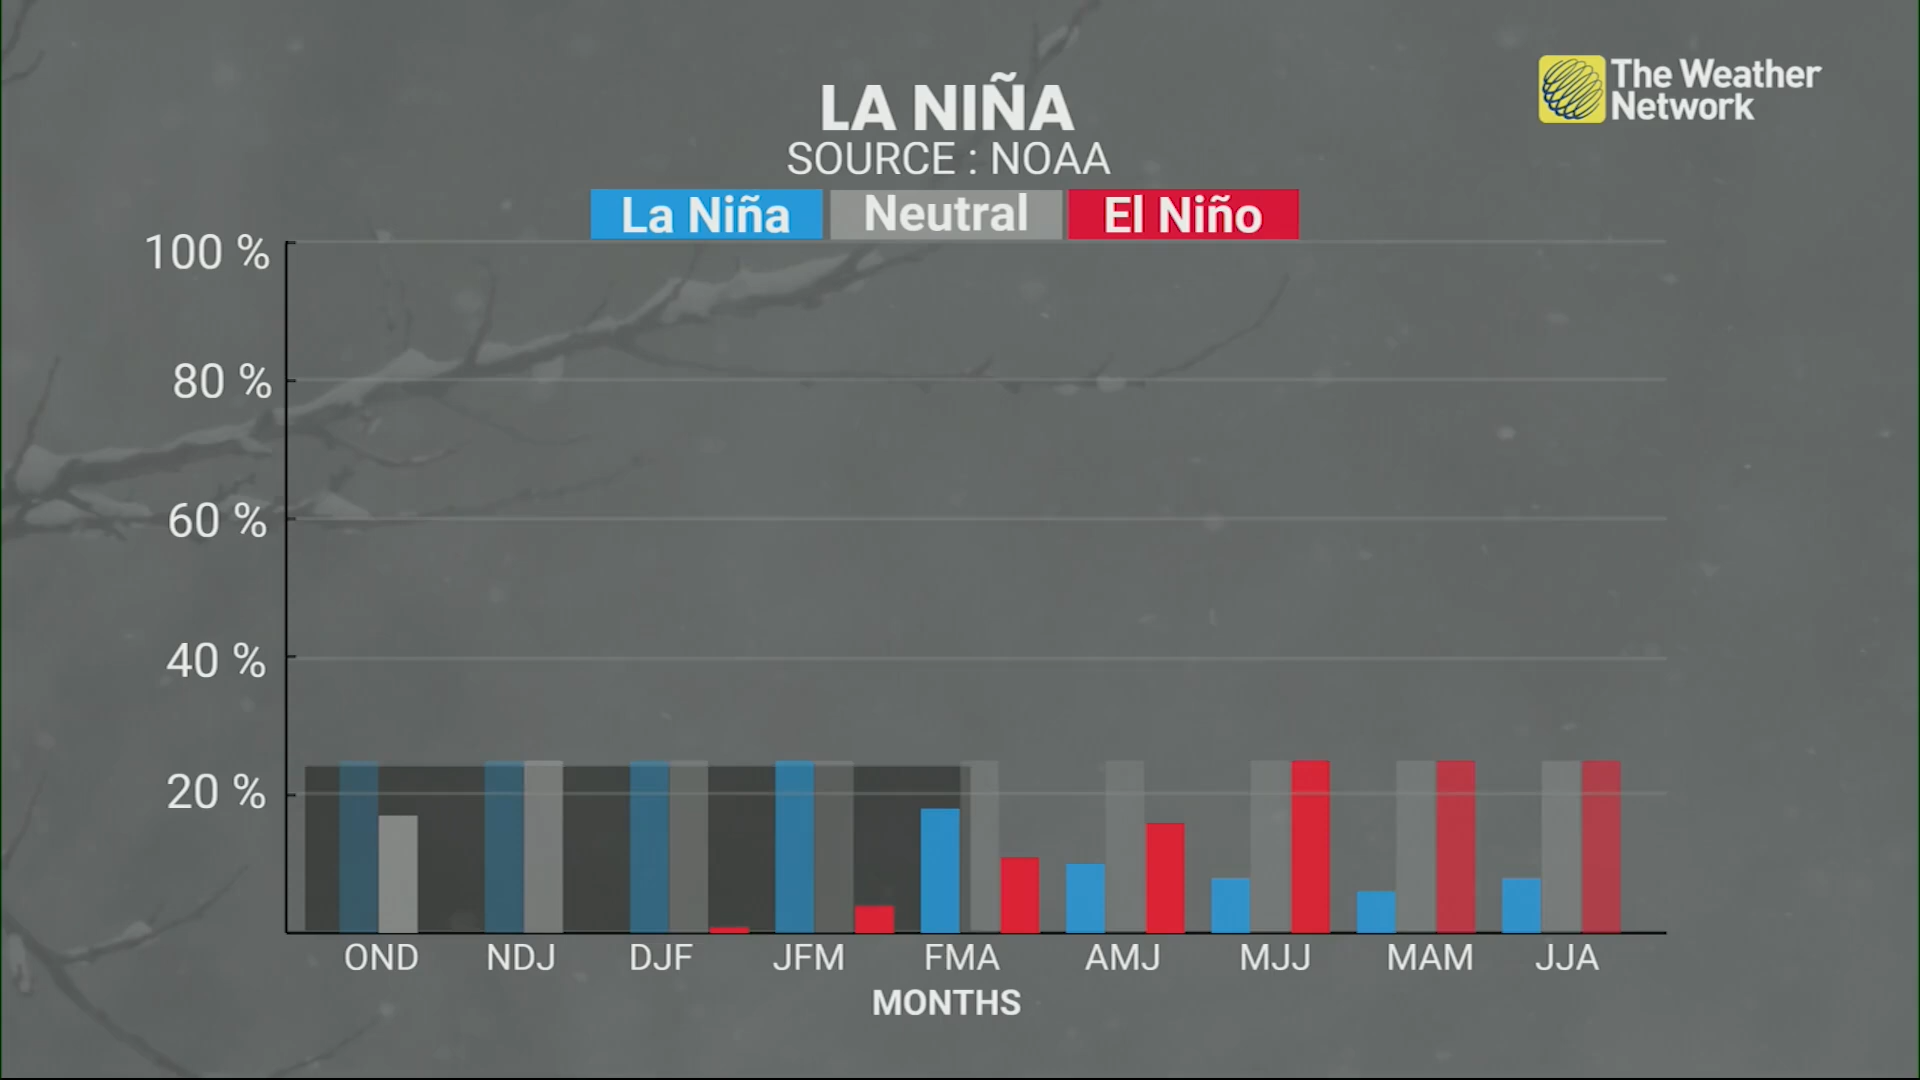 The Weather
Network
LA NIÑA
SOURCE : NOAA
La Niña Neutral El Niño
100 %
80 %
60 %
40 %
20 %
OND NDJ DJF JFM FMA AMJ MJJ MAM JJA
MONTHS